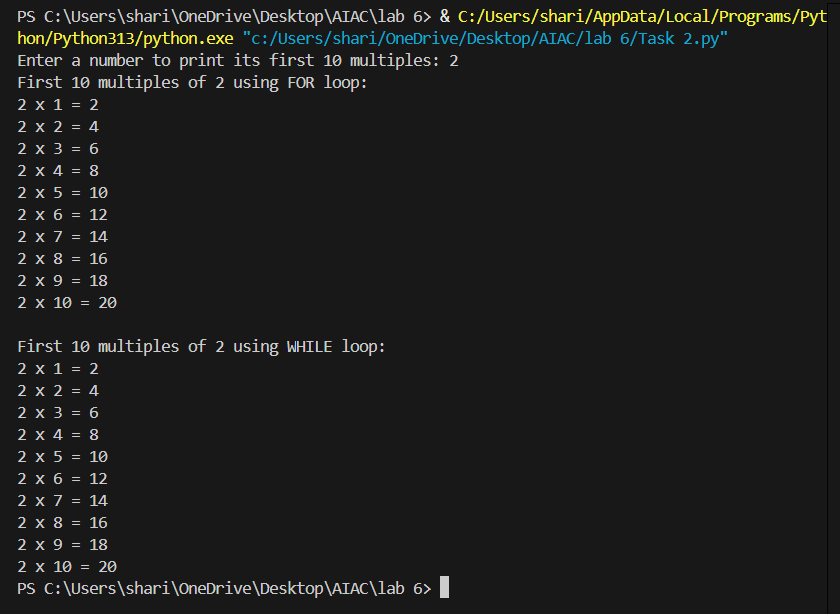 PS C:\Users\shari\OneDrive\Desktop\AIAC\lab 6> & C:/Users/shari/AppData/Local/Programs/Pyt
hon/Python313/python.exe "c:/Users/shari/OneDrive/Desktop/AIAC/lab 6/Task 2.py"
Enter a number to print its first 10 multiples: 2
First 10 multiples of 2 using FOR loop:
2 x 1 = 2
2 x 2 = 4
2 x 3 = 6
2 x 4 = 8
2 x 5 = 10
2 x 6 = 12
2 x 7 = 14
2 x 8 = 16
2 x 9 = 18
2 x 10 = 20

First 10 multiples of 2 using WHILE loop:
2 x 1 = 2
2 x 2 = 4
2 x 3 = 6
2 x 4 = 8
2 x 5 = 10
2 x 6 = 12
2 x 7 = 14
2 x 8 = 16
2 x 9 = 18
2 x 10 = 20
PS C:\Users\shari\OneDrive\Desktop\AIAC\lab 6>